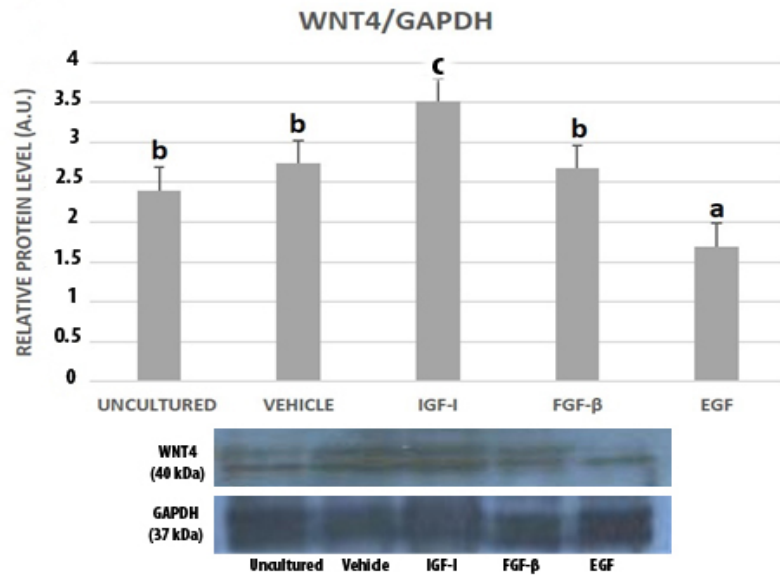 WNT4/GAPDH
RELATIVE PROTEIN LEVEL (A.U.)
4
3.5
3
2.5
2
1.5
1
0.5
0
b
b
c
b
a
UNCULTURED VEHICLE IGF-I FGF-β EGF
WNT4
(40 kDa)
GAPDH
(37 kDa)
Uncultured Vehicle IGF-I FGF-β EGF